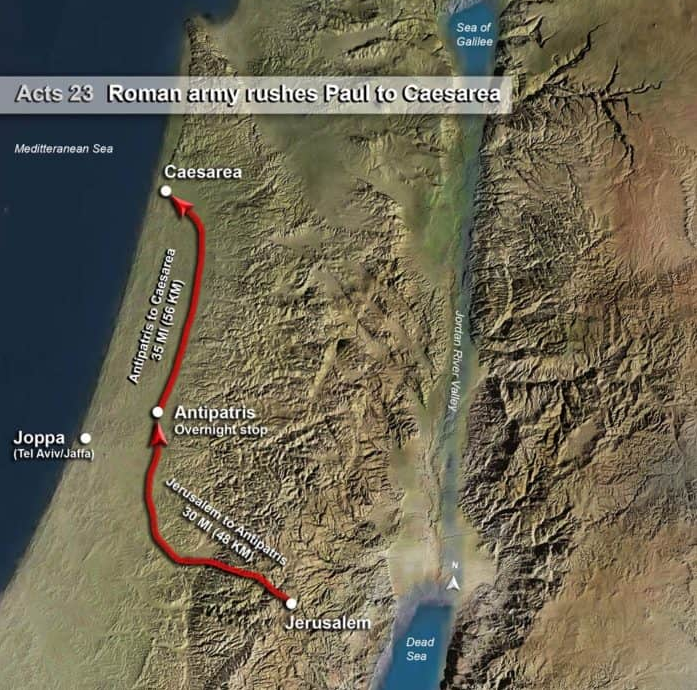 Sea of
Galilee
Acts 23 Roman army rushes Paul to Caesarea
Meditteranean Sea
Caesarea
Antipatris to Caesarea
35 MI (56 KM)
Jordan River Valley
Antipatris
Overnight stop
Joppa
(Tel Aviv/Jaffa)
Jerusalem to Antipatris
30 MI (48 KM)
N
Jerusalem
Dead
Sea